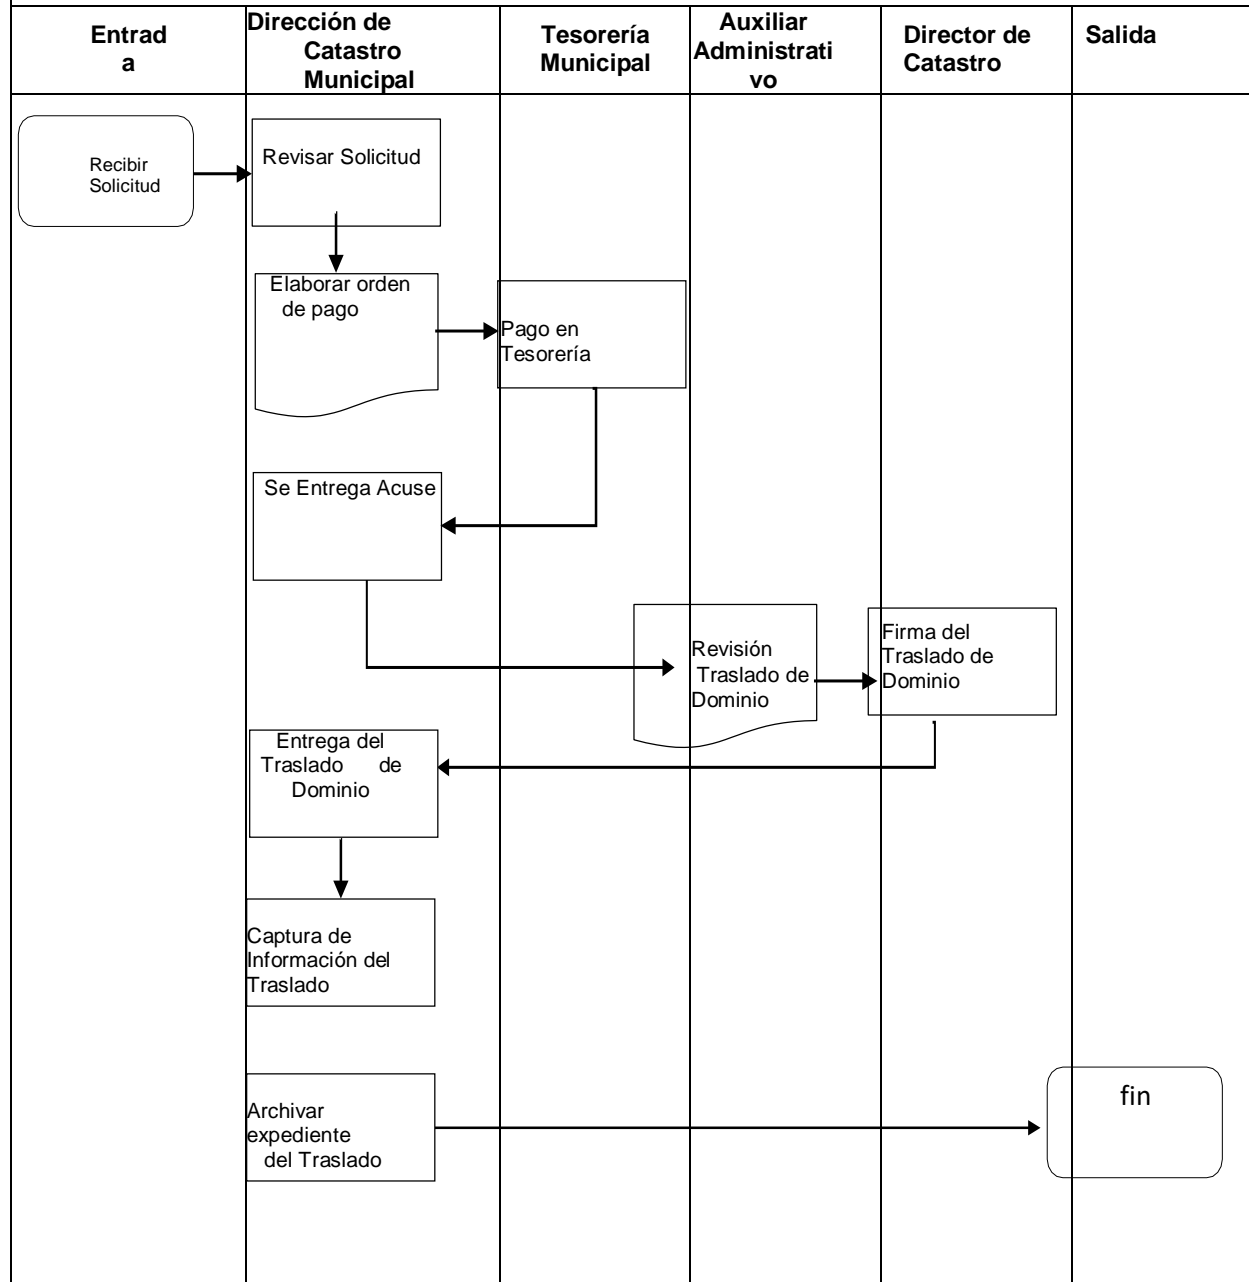 Entrad
a
Dirección de
Catastro
Municipal
Tesorería
Municipal
Auxiliar
Administrati
vo
Director de
Catastro
Salida
Recibir
Solicitud
Revisar Solicitud
Elaborar orden
de pago
Pago en
Tesorería
Se Entrega Acuse
Revisión
Traslado de
Dominio
Firma del
Traslado de
Dominio
Entrega del
Traslado de
Dominio
Captura de
Información del
Traslado
Archivar
expediente
del Traslado
fin